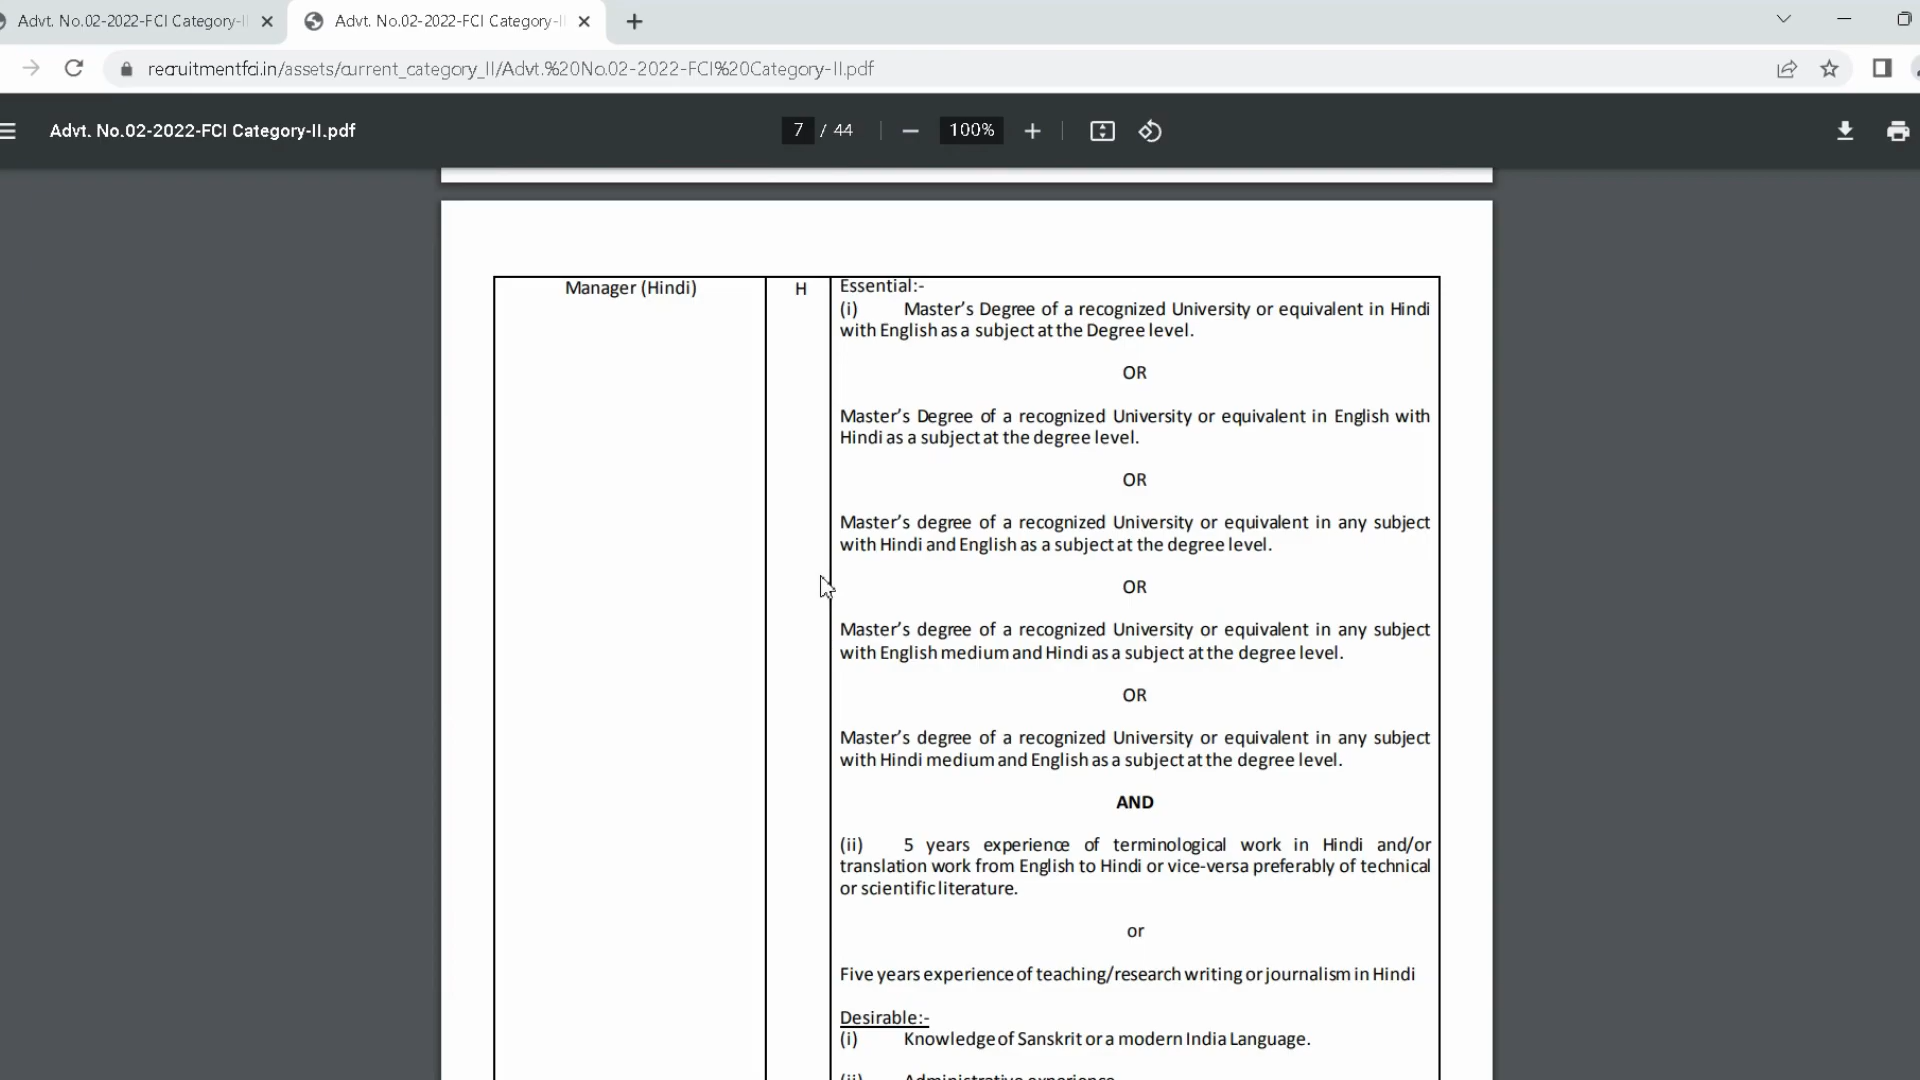 Advt. No.02-2022-FCI Category-II
Advt. No.02-2022-FCI Category-II
recruitmentfci.in/assets/current_category_II/Advt.%20No.02-2022-FCI%20Category-II.pdf
Advt. No.02-2022-FCI Category-II.pdf
7 / 44
100%
Manager (Hindi)
H
Essential:-
(i) Master's Degree of a recognized University or equivalent in Hindi
with English as a subject at the Degree level.
OR
Master's Degree of a recognized University or equivalent in English with
Hindi as a subject at the degree level.
OR
Master's degree of a recognized University or equivalent in any subject
with Hindi and English as a subject at the degree level.
OR
Master's degree of a recognized University or equivalent in any subject
with English medium and Hindi as a subject at the degree level.
OR
Master's degree of a recognized University or equivalent in any subject
with Hindi medium and English as a subject at the degree level.
AND
(ii) 5 years experience of terminological work in Hindi and/or
translation work from English to Hindi or vice-versa preferably of technical
or scientific literature.
or
Five years experience of teaching/research writing or journalism in Hindi
Desirable:-
(i) Knowledge of Sanskrit or a modern India Language.
(ii) Administrative experience